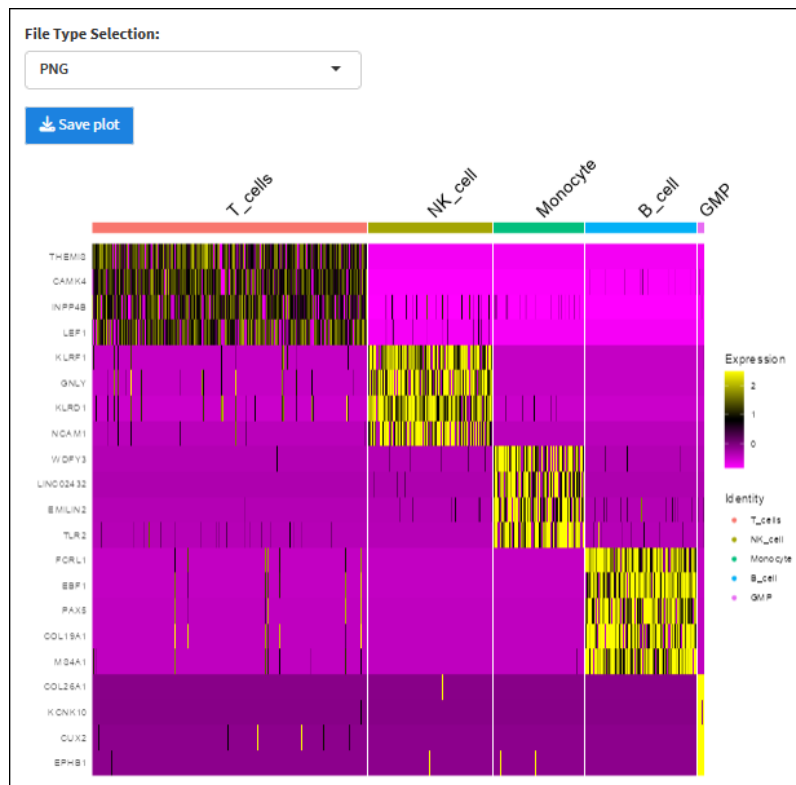 File Type Selection:
PNG
Save plot
T_cells
NK_cell
Monocyte
B_cell
GMP
THEMIS
CAMK4
INPP4B
LEF1
KLRF1
GNLY
KLRD1
NCAM1
WDFY3
LINC02432
EMILIN2
TLR2
FCRL1
EBF1
PAX5
COL19A1
MS4A1
COL26A1
KCNK10
CUX2
EPHB1
Expression
2
1
0
Identity
T_cells
NK_cell
Monocyte
B_cell
GMP